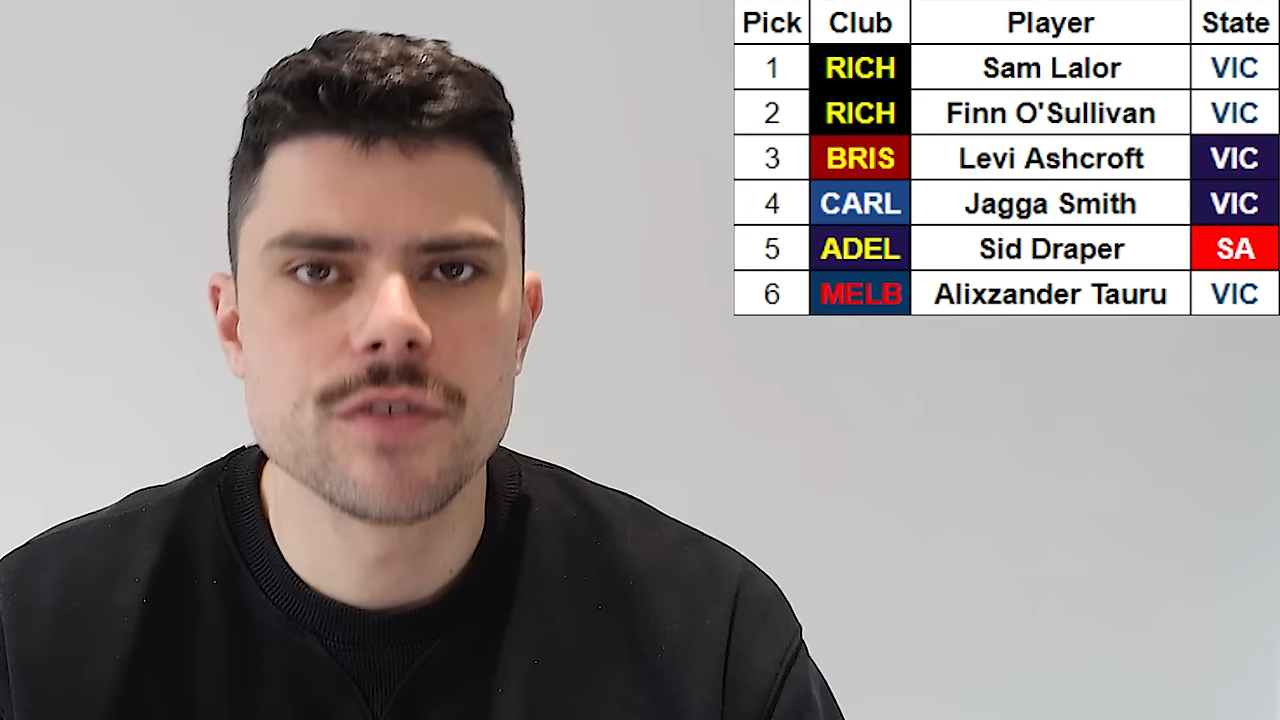 Pick Club Player State
1 RICH Sam Lalor VIC
2 RICH Finn O'Sullivan VIC
3 BRIS Levi Ashcroft VIC
4 CARL Jagga Smith VIC
5 ADEL Sid Draper SA
6 MELB Alixzander Tauru VIC